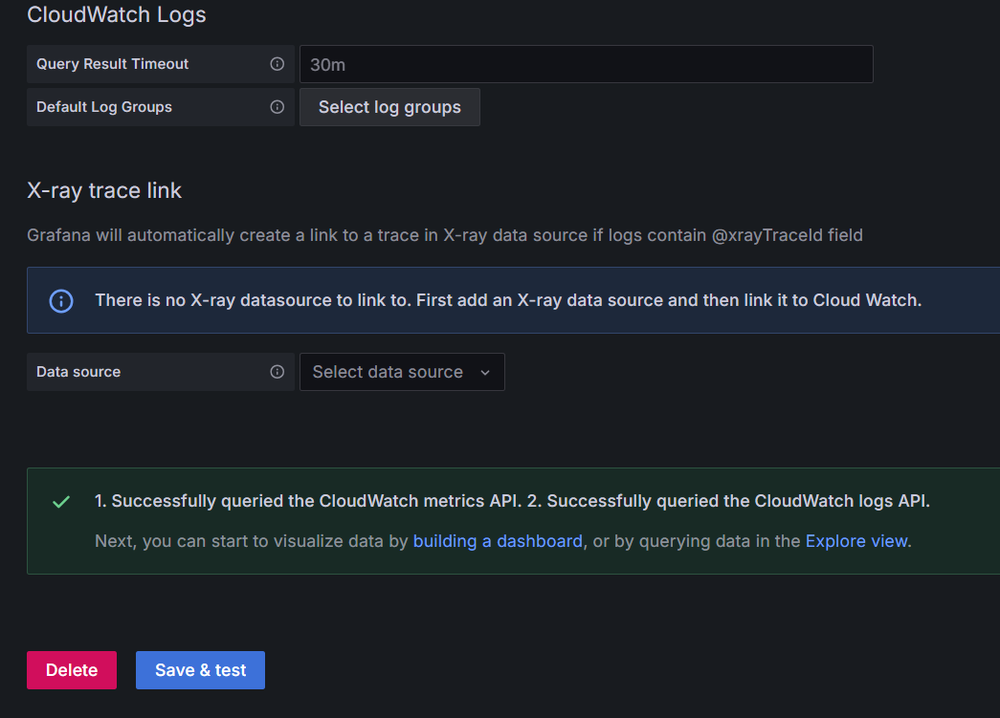 CloudWatch Logs
Query Result Timeout
30m
Default Log Groups
Select log groups
X-ray trace link
Grafana will automatically create a link to a trace in X-ray data source if logs contain @xrayTraceId field
There is no X-ray datasource to link to. First add an X-ray data source and then link it to Cloud Watch.
Data source
Select data source
1. Successfully queried the CloudWatch metrics API. 2. Successfully queried the CloudWatch logs API.
Next, you can start to visualize data by building a dashboard, or by querying data in the Explore view.
Delete
Save & test